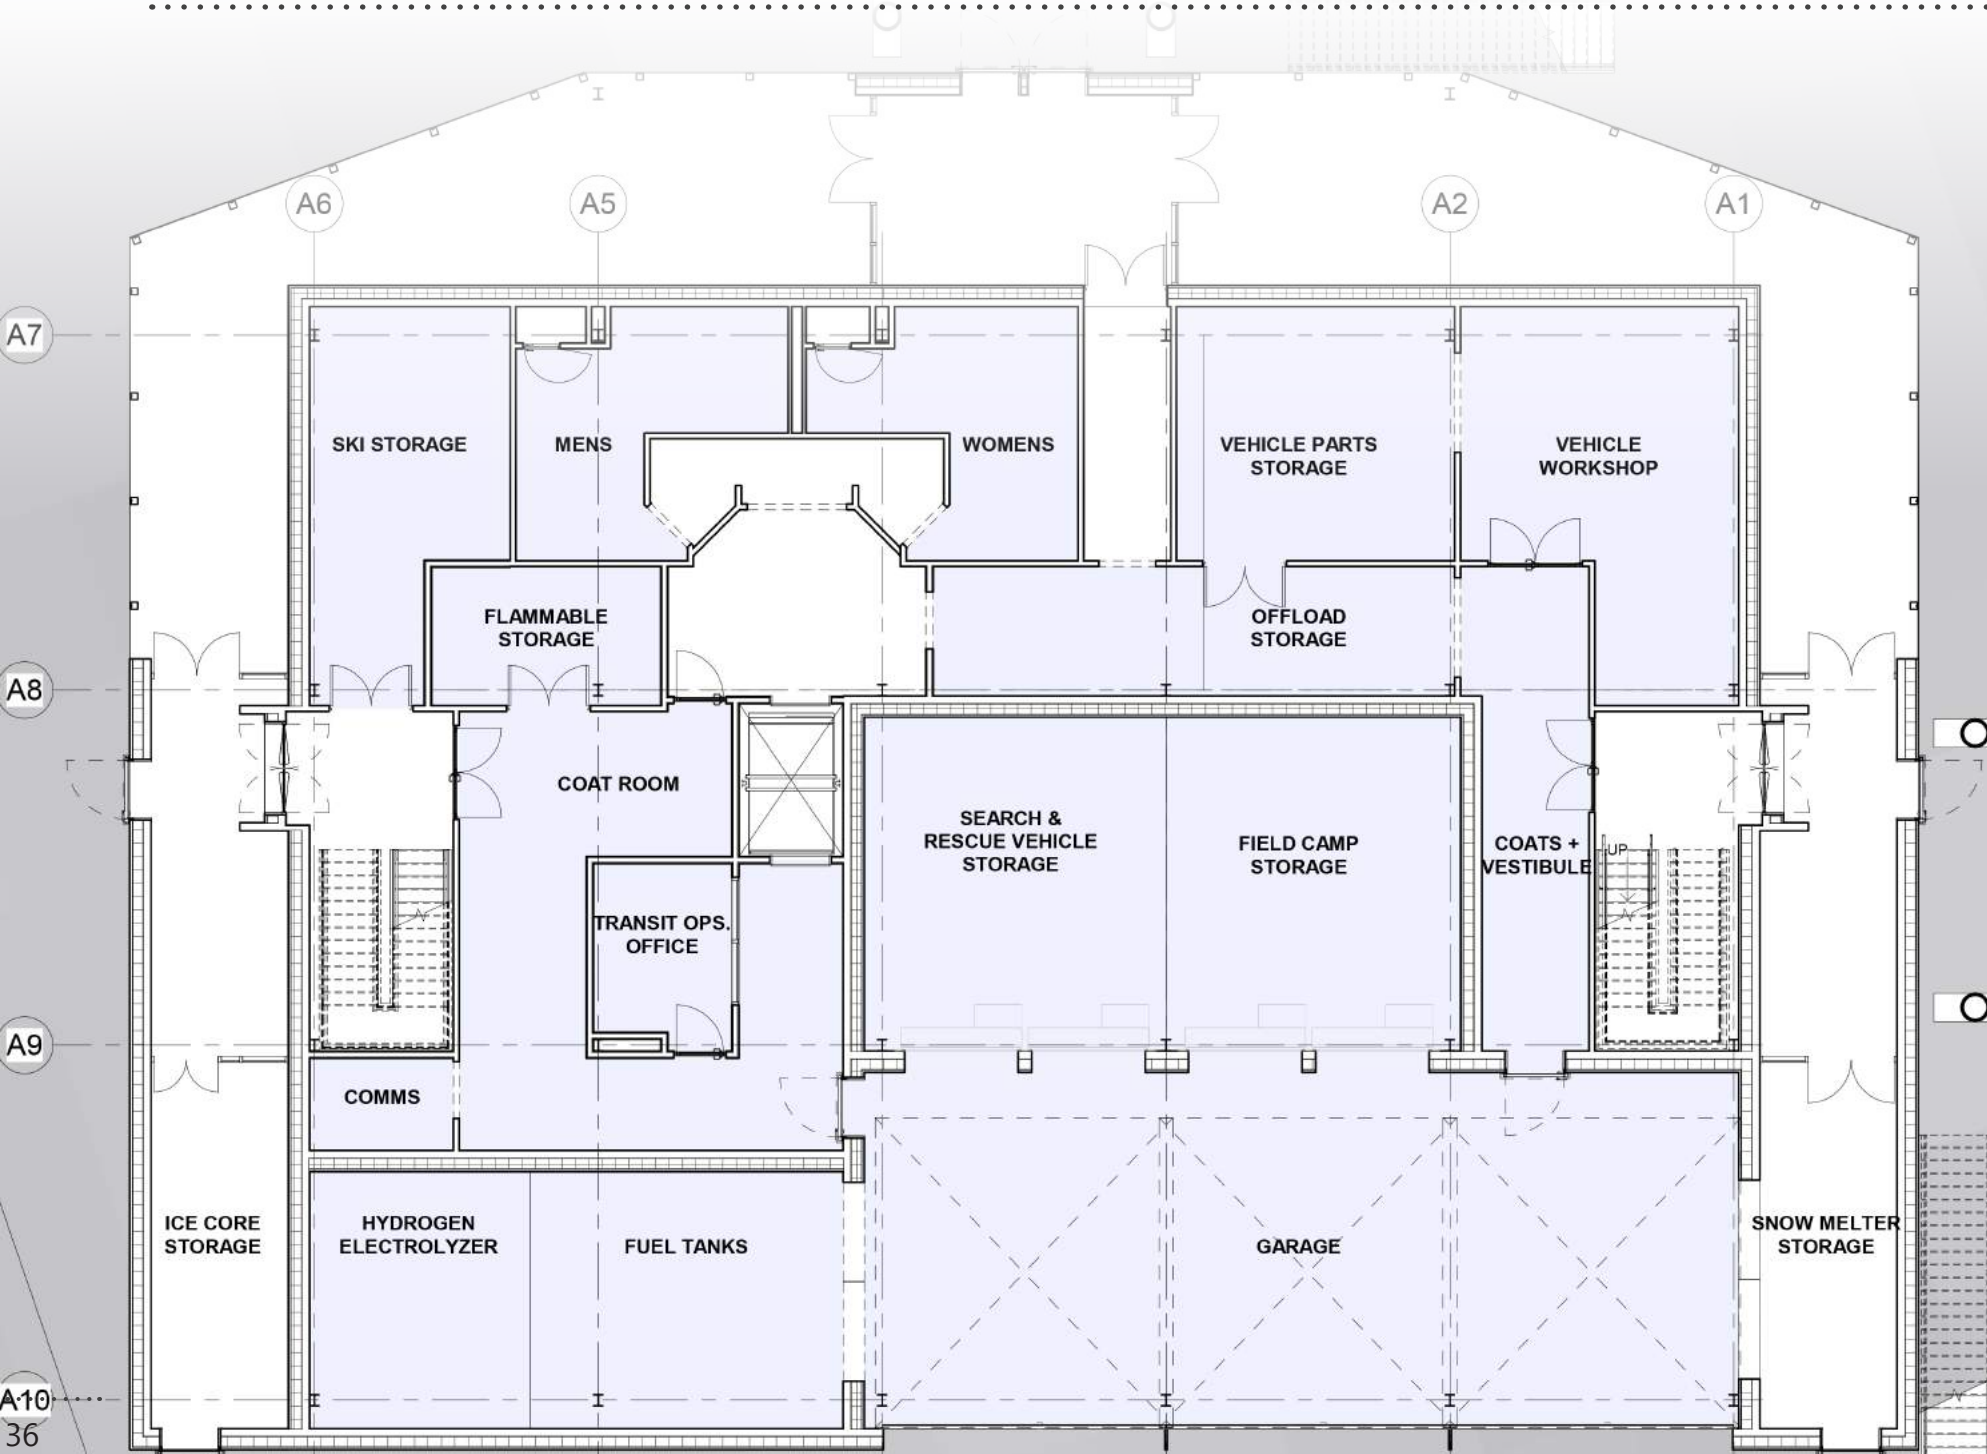 A6
A5
A2
A1
A7
SKI STORAGE
MENS
WOMENS
VEHICLE PARTS
STORAGE
VEHICLE
WORKSHOP
FLAMMABLE
STORAGE
OFFLOAD
STORAGE
A8
COAT ROOM
SEARCH &
RESCUE VEHICLE
STORAGE
FIELD CAMP
STORAGE
COATS +
VESTIBULE
UP
TRANSIT OPS.
OFFICE
A9
COMMS
ICE CORE
STORAGE
HYDROGEN
ELECTROLYZER
FUEL TANKS
GARAGE
SNOW MELTER
STORAGE
A10
36